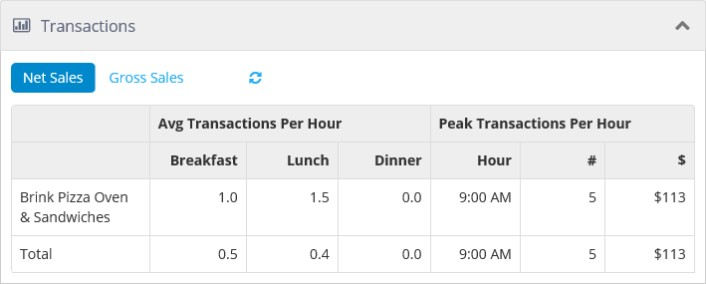 Transactions
Net Sales Gross Sales
Avg Transactions Per Hour Peak Transactions Per Hour
Breakfast Lunch Dinner Hour # $
Brink Pizza Oven & Sandwiches 1.0 1.5 0.0 9:00 AM 5 $113
Total 0.5 0.4 0.0 9:00 AM 5 $113